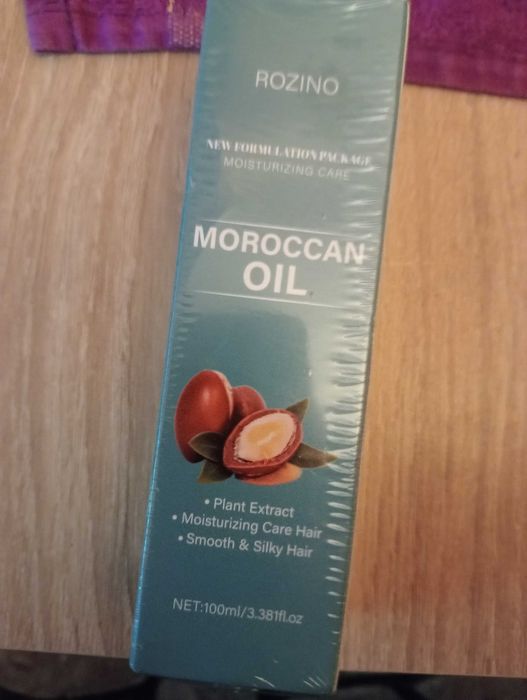 ROZINO
NEW FORMULATION PACKAGE
MOISTURIZING CARE
MOROCCAN
OIL
• Plant Extract
• Moisturizing Care Hair
• Smooth & Silky Hair
NET:100ml/3.381fl.oz